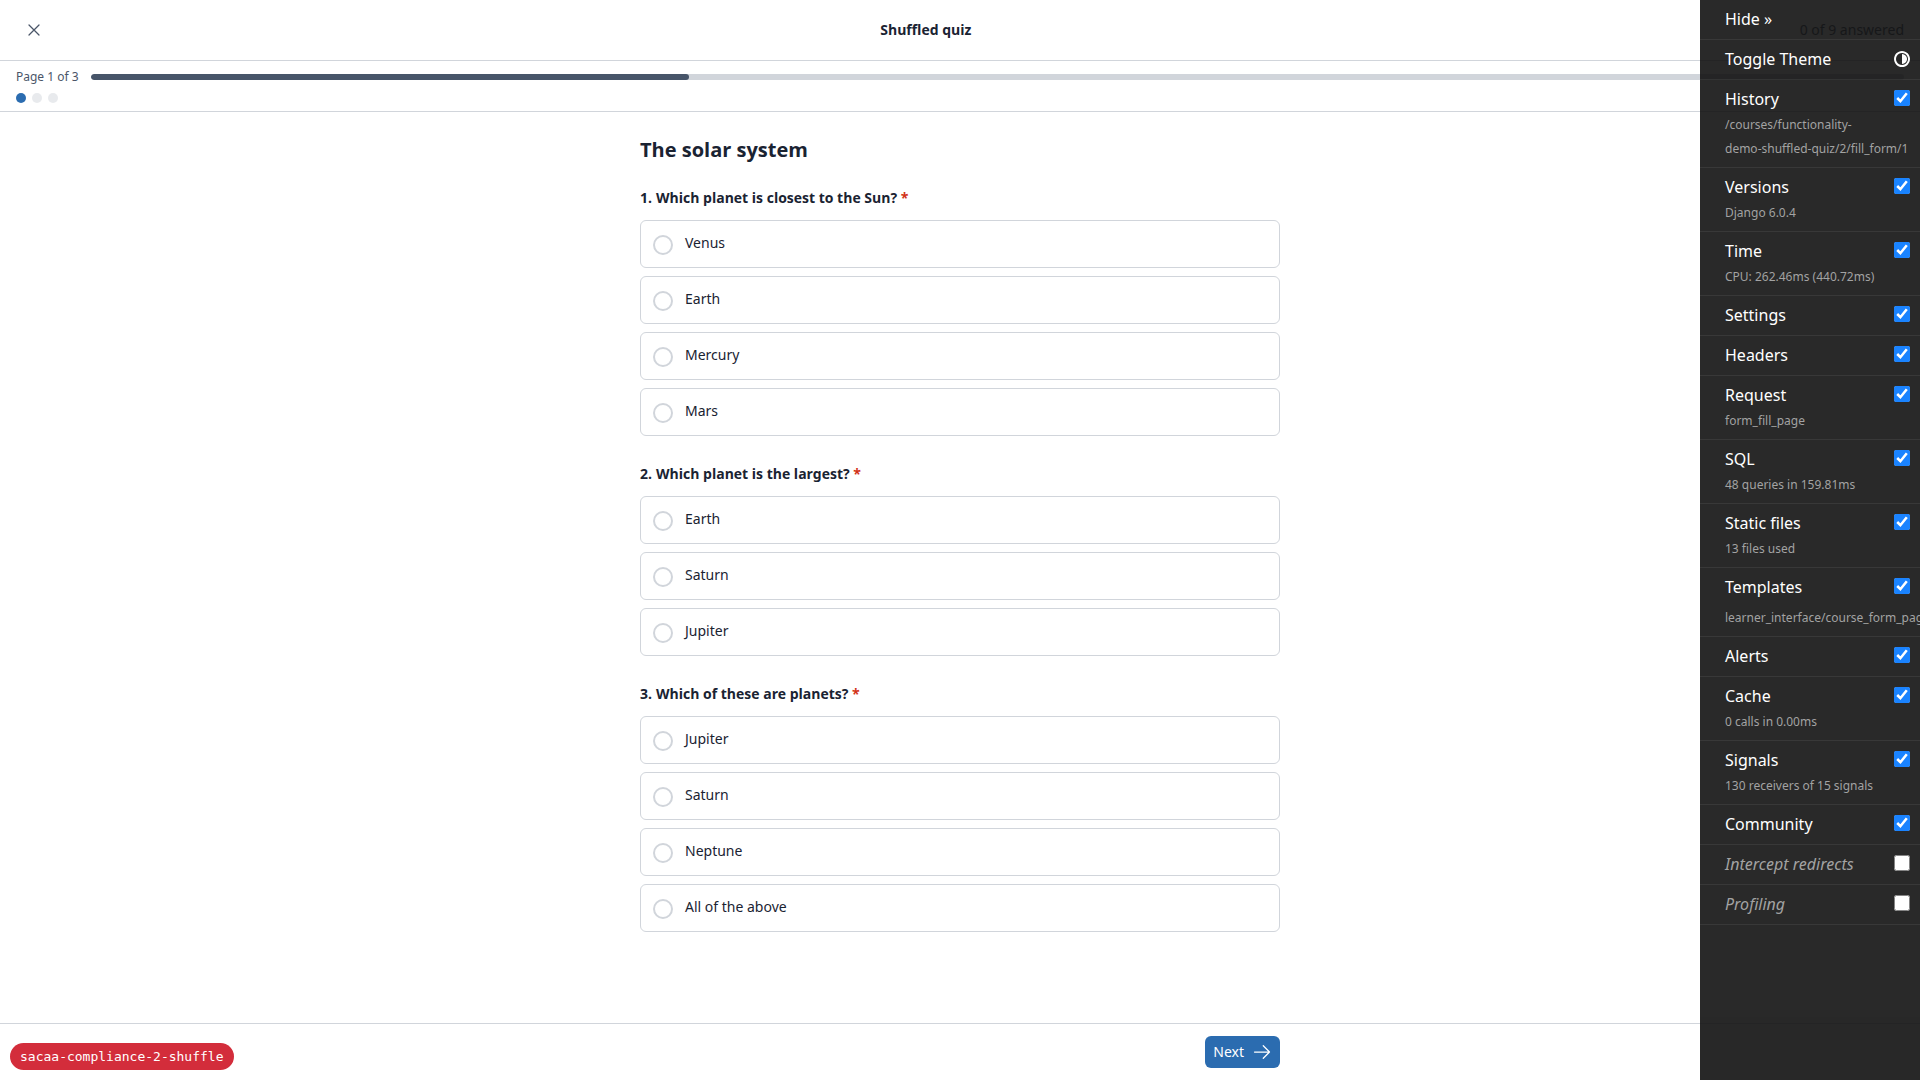 Shuffled quiz
0 of 9 answered
Page 1 of 3
The solar system
1. Which planet is closest to the Sun? *
Venus
Earth
Mercury
Mars
2. Which planet is the largest? *
Earth
Saturn
Jupiter
3. Which of these are planets? *
Jupiter
Saturn
Neptune
All of the above
sacaa-compliance-2-shuffle
Next
Hide »
Toggle Theme
History
/courses/functionality-
demo-shuffled-quiz/2/fill_form/1
Versions
Django 6.0.4
Time
CPU: 262.46ms (440.72ms)
Settings
Headers
Request
form_fill_page
SQL
48 queries in 159.81ms
Static files
13 files used
Templates
learner_interface/course_form_pag
Alerts
Cache
0 calls in 0.00ms
Signals
130 receivers of 15 signals
Community
Intercept redirects
Profiling